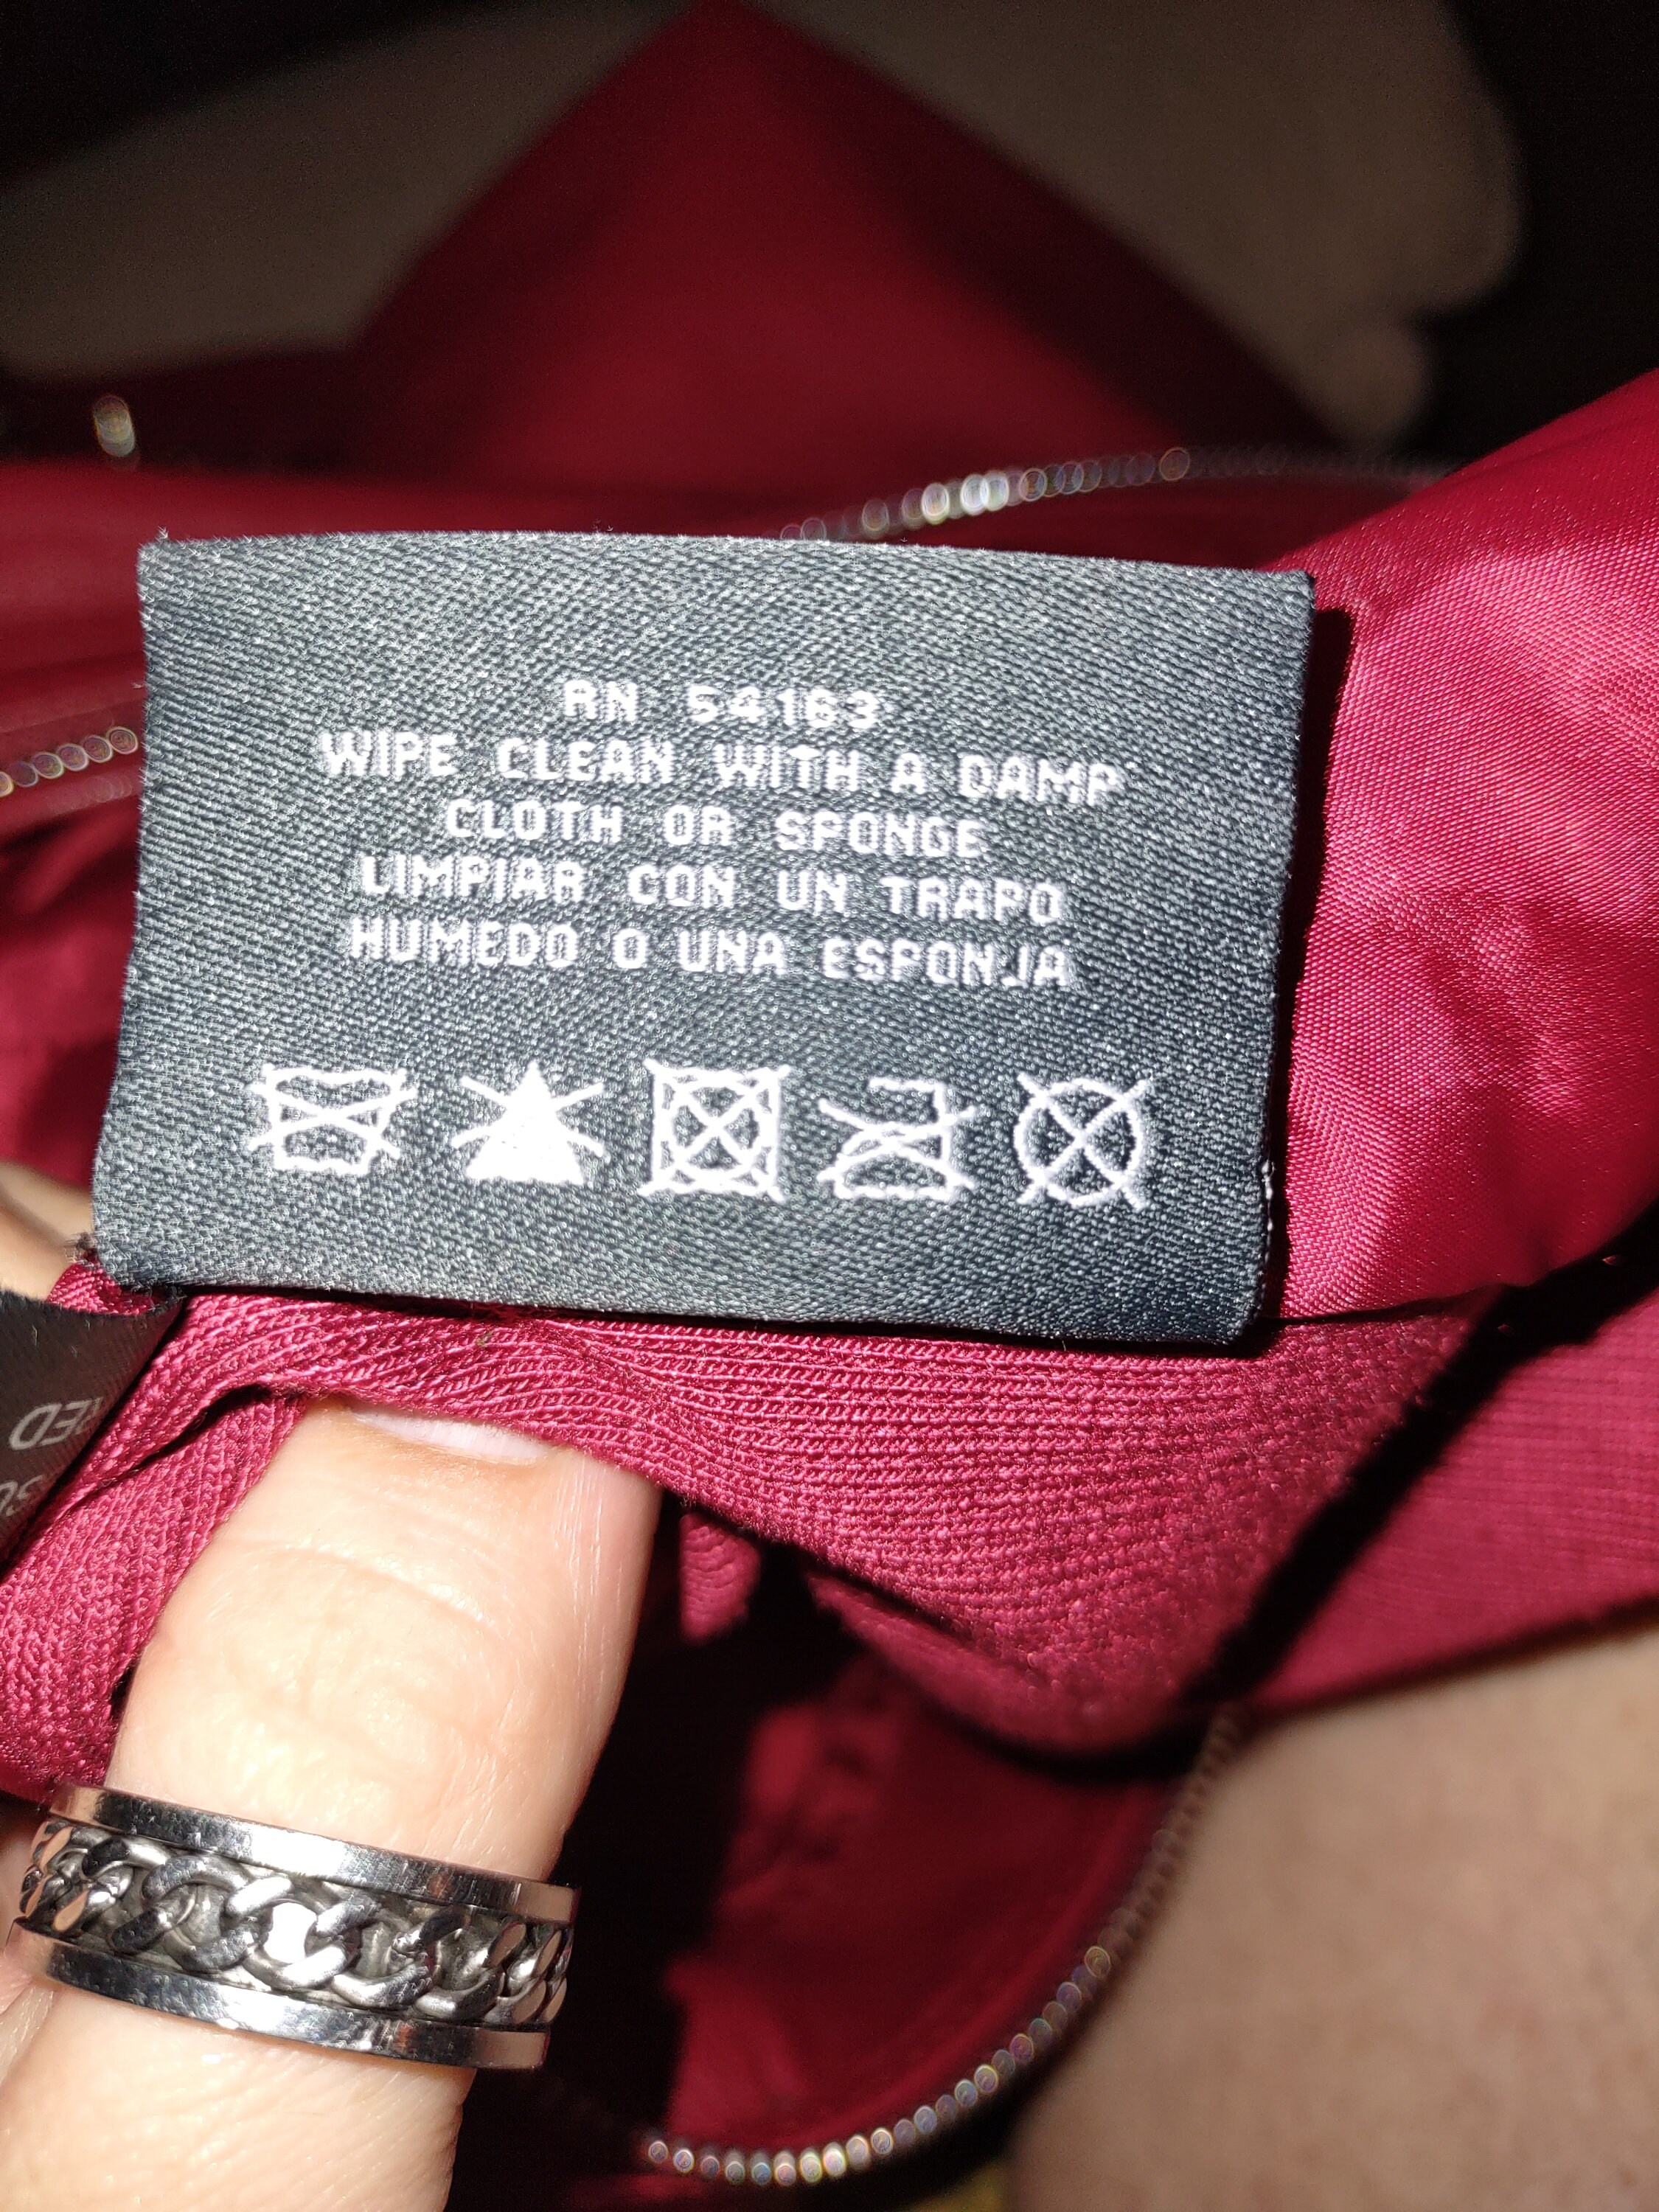 RN 54163
WIPE CLEAN WITH A DAMP
CLOTH OR SPONGE
LIMPIAR CON UN TRAPO
HUMEDO O UNA ESPONJA